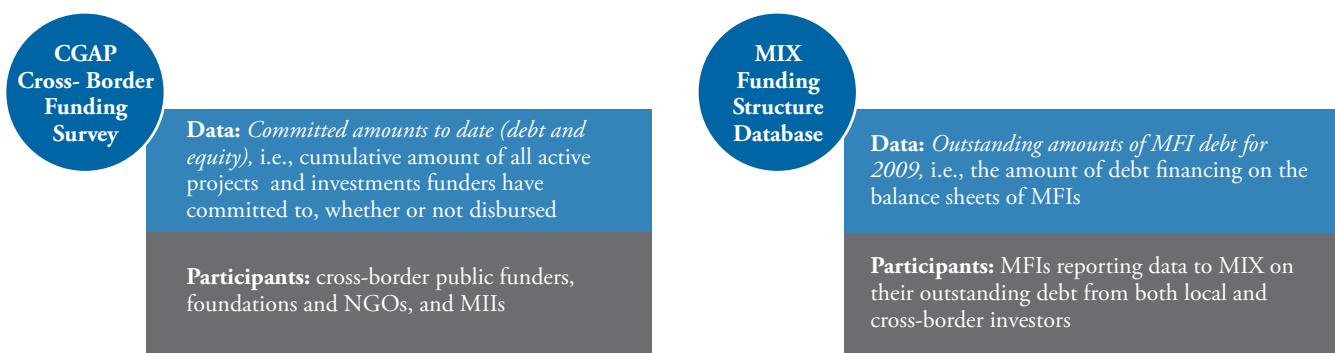 CGAP
Cross- Border
Funding
Survey
Data: Committed amounts to date (debt and
equity), i.e., cumulative amount of all active
projects and investments funders have
committed to, whether or not disbursed
Participants: cross-border public funders,
foundations and NGOs, and MIIs
MIX
Funding
Structure
Database
Data: Outstanding amounts of MFI debt for
2009, i.e., the amount of debt financing on the
balance sheets of MFIs
Participants: MFIs reporting data to MIX on
their outstanding debt from both local and
cross-border investors